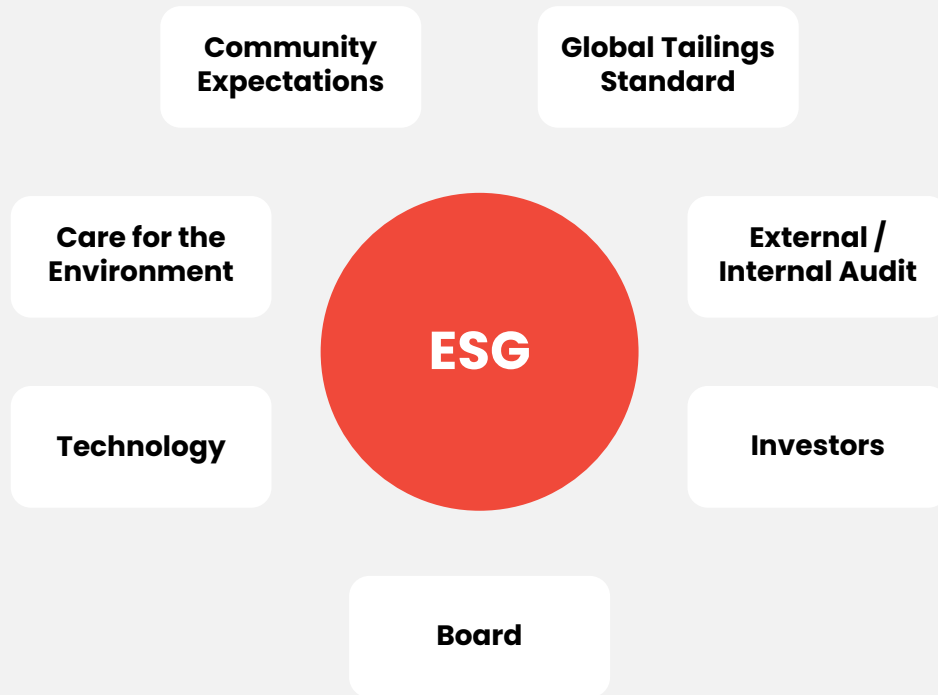 Community
Expectations
Global Tailings
Standard
Care for the
Environment
External /
Internal Audit
ESG
Technology
Investors
Board